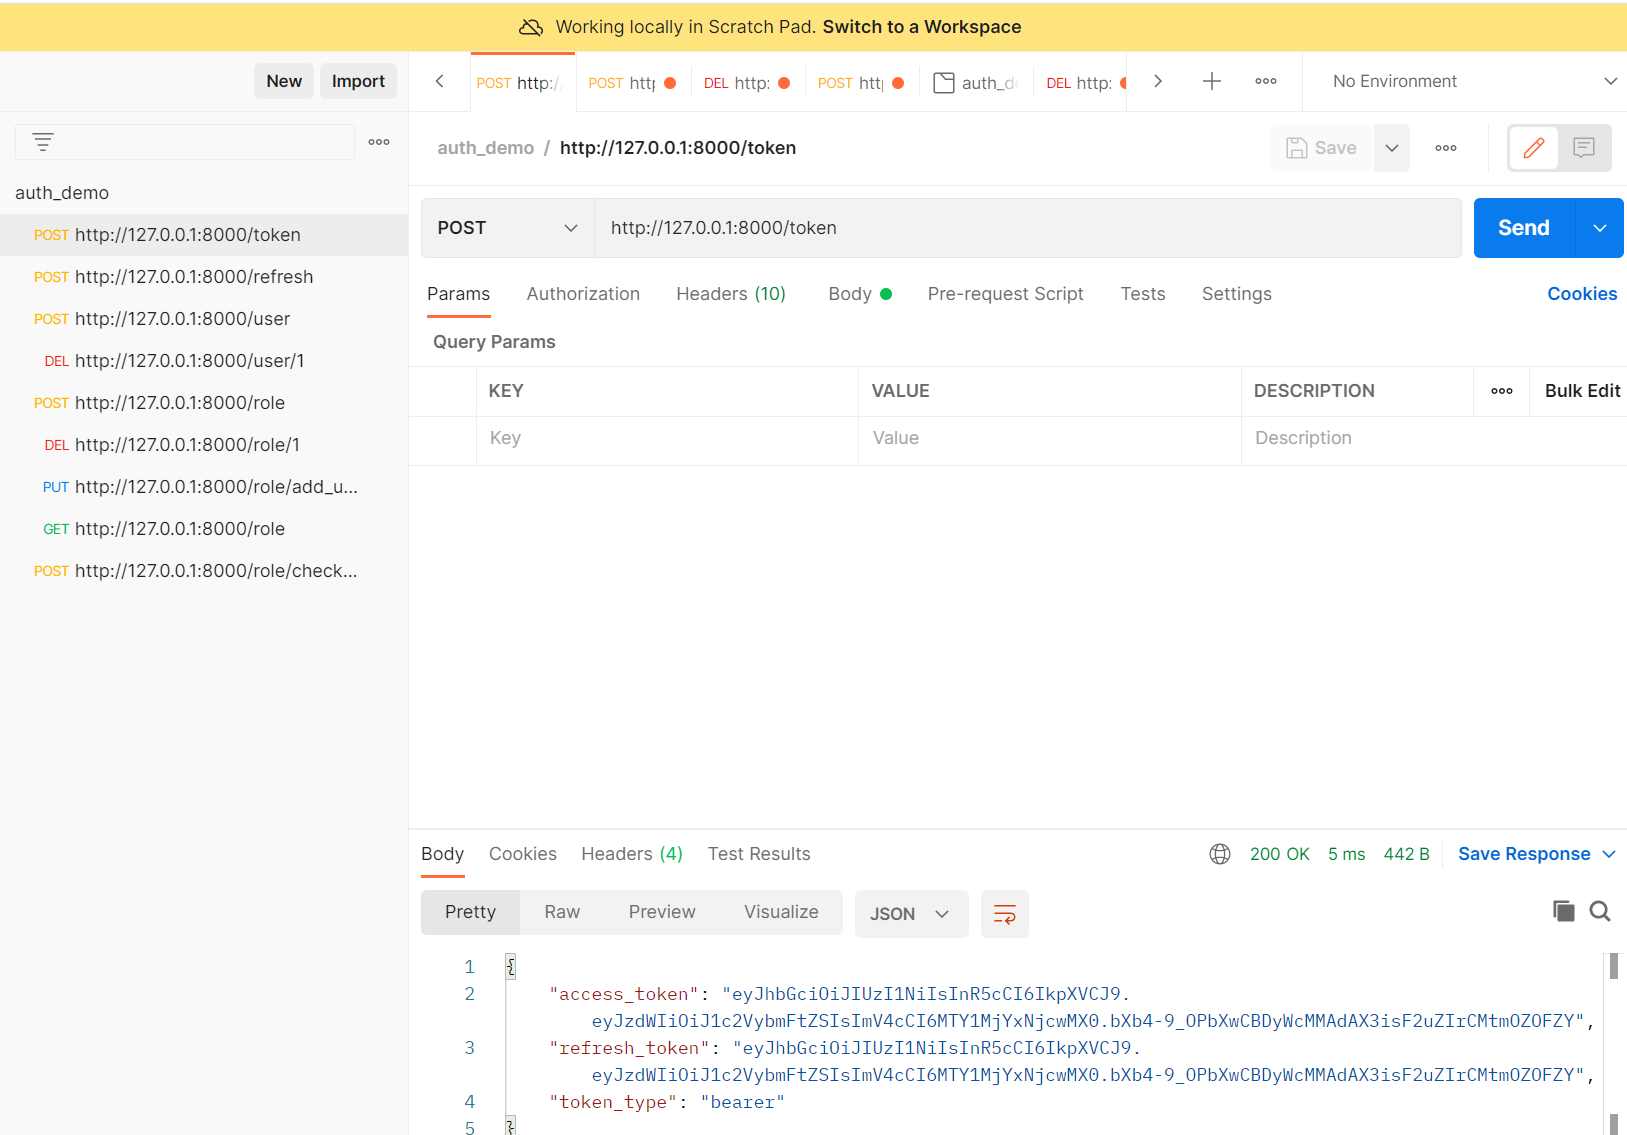 Working locally in Scratch Pad. Switch to a Workspace
New Import
POST http:/ POST htt DEL http: POST htt auth_d DEL http: No Environment
auth_demo / http://127.0.0.1:8000/token Save
auth_demo
POST http://127.0.0.1:8000/token
POST http://127.0.0.1:8000/refresh
POST http://127.0.0.1:8000/user
DEL http://127.0.0.1:8000/user/1
POST http://127.0.0.1:8000/role
DEL http://127.0.0.1:8000/role/1
PUT http://127.0.0.1:8000/role/add_u...
GET http://127.0.0.1:8000/role
POST http://127.0.0.1:8000/role/check...
POST http://127.0.0.1:8000/token Send
Params Authorization Headers (10) Body Pre-request Script Tests Settings Cookies
Query Params
KEY VALUE DESCRIPTION Bulk Edit
Key Value Description
Body Cookies Headers (4) Test Results 200 OK 5 ms 442 B Save Response
Pretty Raw Preview Visualize JSON
1 {
2 "access_token": "eyJhbGciOiJIUzI1NiIsInR5cCI6IkpXVCJ9.
eyJzdWIiOiJ1c2VybmFtZSIsImV4cCI6MTY1MjYxNjcwMX0.bXb4-9_OPbXwCBDyWcMMAdAX3isF2uZIrCMtmOZOFZY",
3 "refresh_token": "eyJhbGciOiJIUzI1NiIsInR5cCI6IkpXVCJ9.
eyJzdWIiOiJ1c2VybmFtZSIsImV4cCI6MTY1MjYxNjcwMX0.bXb4-9_OPbXwCBDyWcMMAdAX3isF2uZIrCMtmOZOFZY",
4 "token_type": "bearer"
5 }